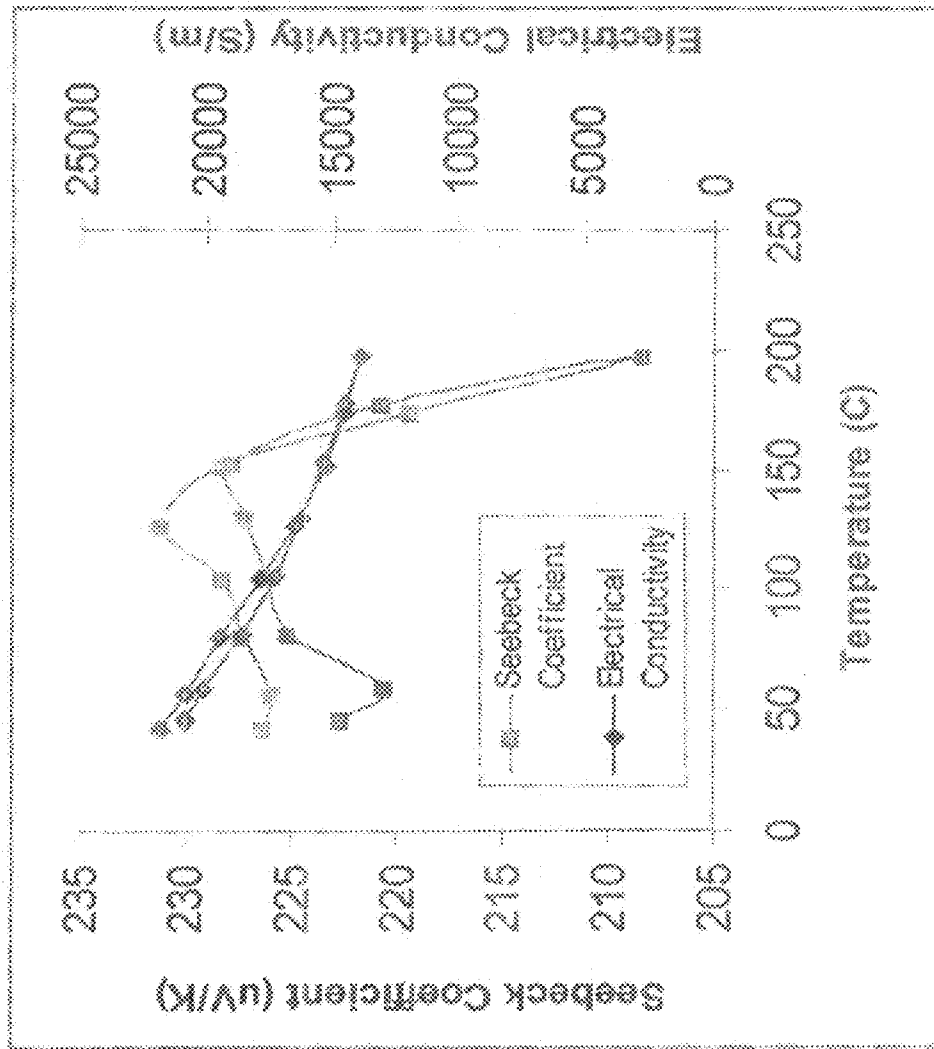 Seebeck Coefficient (uV/K)
235
230
225
220
215
210
205
Electrical Conductivity (S/m)
25000
20000
15000
10000
5000
0
0
50
100
150
200
250
Temperature (C)
Seebeck
Coefficient
Electrical
Conductivity